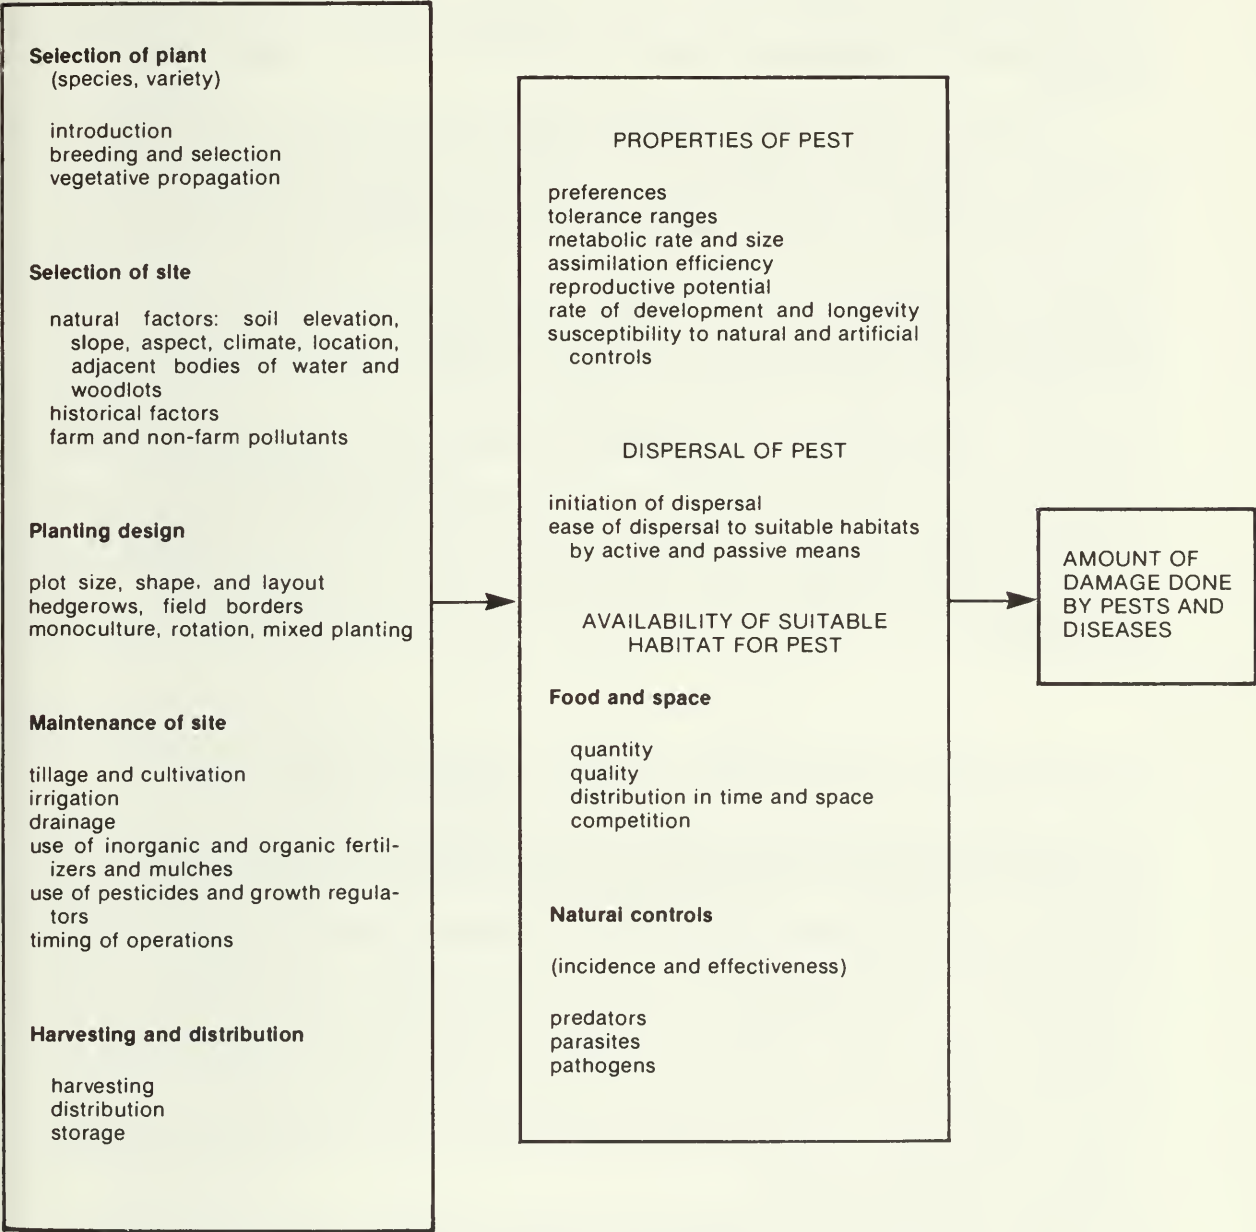 Selection of plant
(species, variety)
introduction
breeding and selection
vegetative propagation
Selection of site
natural factors: soil elevation,
slope, aspect, climate, location,
adjacent bodies of water and
woodlots
historical factors
farm and non-farm pollutants
Planting design
plot size, shape, and layout
hedgerows, field borders
monoculture, rotation, mixed planting
Maintenance of site
tillage and cultivation
irrigation
drainage
use of inorganic and organic fertil-
izers and mulches
use of pesticides and growth regula-
tors
timing of operations
Harvesting and distribution
harvesting
distribution
storage
PROPERTIES OF PEST
preferences
tolerance ranges
metabolic rate and size
assimilation efficiency
reproductive potential
rate of development and longevity
susceptibility to natural and artificial
controls
DISPERSAL OF PEST
initiation of dispersal
ease of dispersal to suitable habitats
by active and passive means
AVAILABILITY OF SUITABLE
HABITAT FOR PEST
Food and space
quantity
quality
distribution in time and space
competition
Natural controls
(incidence and effectiveness)
predators
parasites
pathogens
AMOUNT OF
DAMAGE DONE
BY PESTS AND
DISEASES